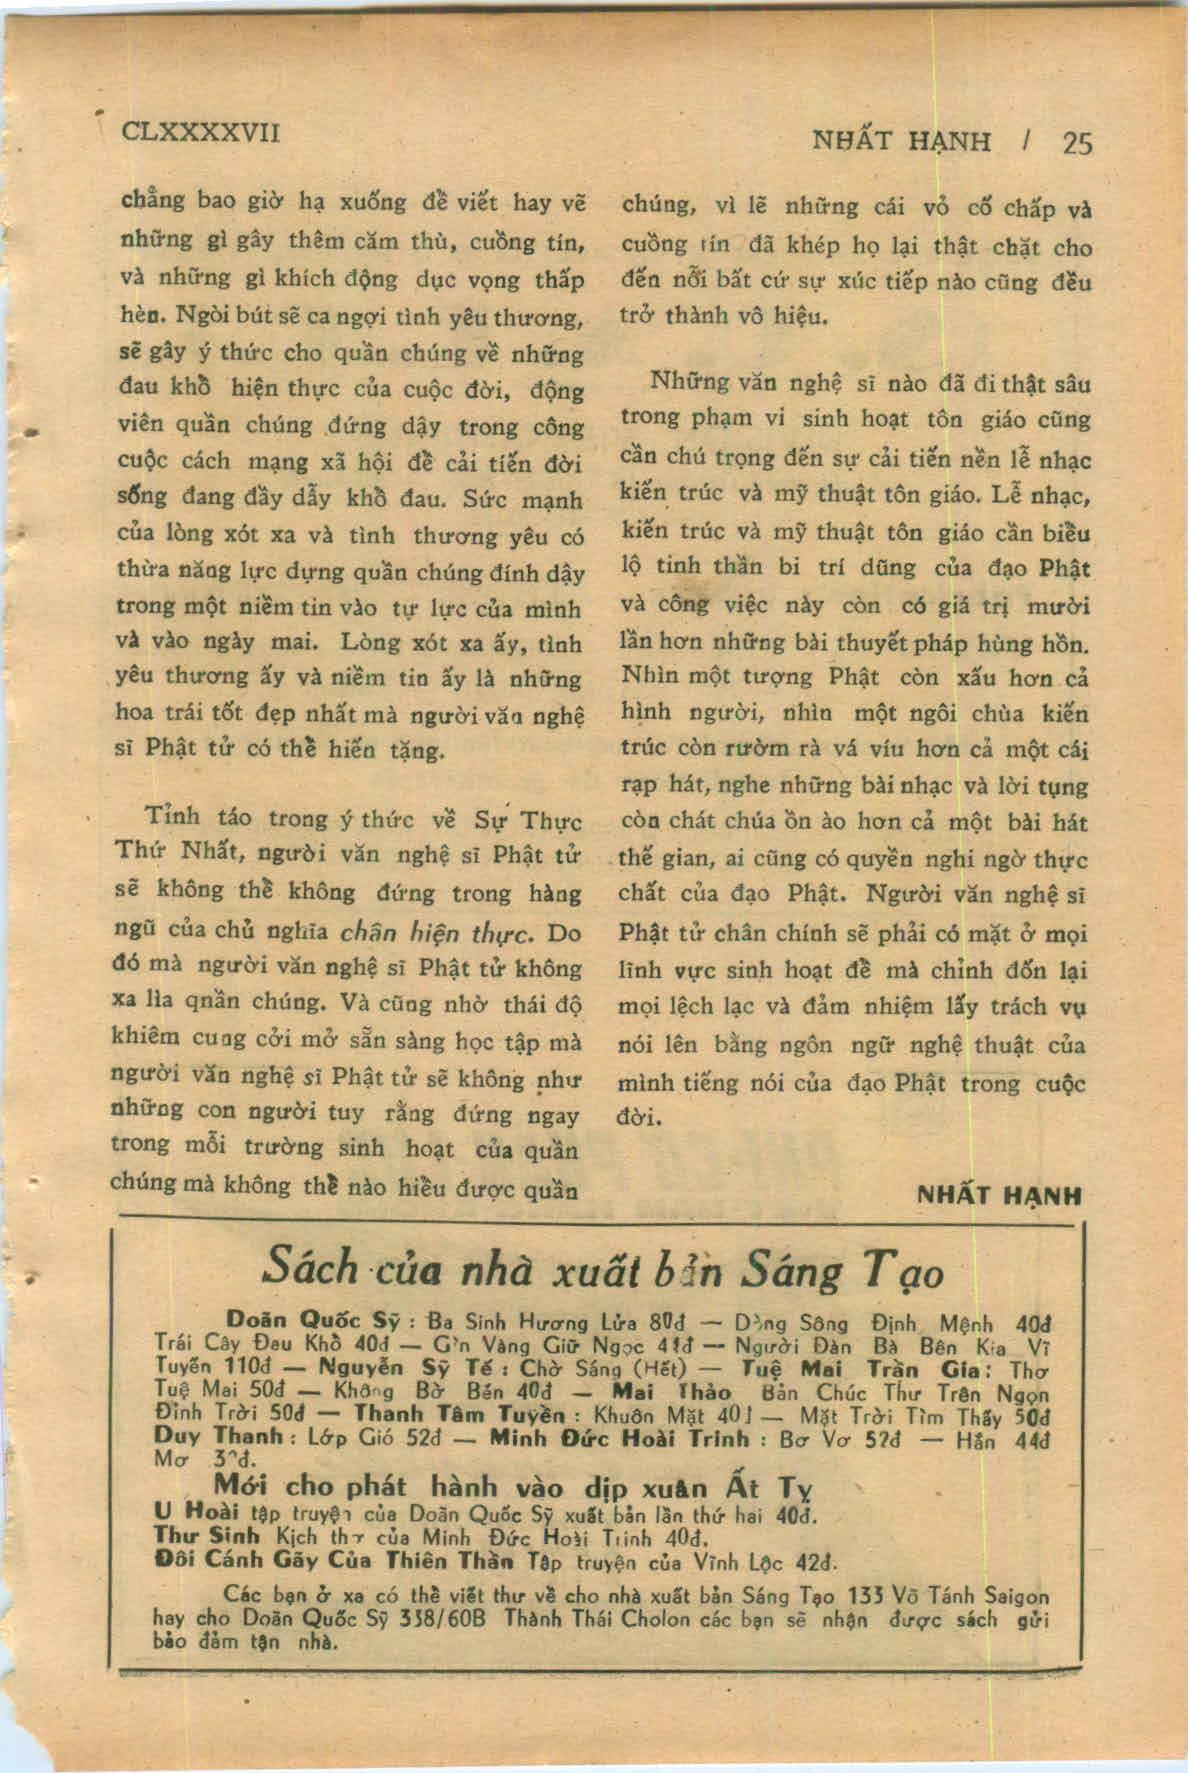 CLXXXXVII
NHẤT HẠNH / 25
chẳng bao giờ hạ xuống để viết hay vẽ
những gì gây thêm căm thù, cuồng tín,
và những gì khích động dục vọng thấp
hèn. Ngòi bút sẽ ca ngợi tình yêu thương,
sẽ gây ý thức cho quần chúng về những
đau khổ hiện thực của cuộc đời, động
viên quần chúng đứng dậy trong công
cuộc cách mạng xã hội để cải tiến đời
sống đang đầy dẫy khổ đau. Sức mạnh
của lòng xót xa và tình thương yêu có
thừa năng lực dựng quần chúng đính dậy
trong một niềm tin vào tự lực của mình
và vào ngày mai. Lòng xót xa ấy, tình
yêu thương ấy và niềm tin ấy là những
hoa trái tốt đẹp nhất mà người văn nghệ
sĩ Phật tử có thể hiến tặng.
Tỉnh táo trong ý thức về Sự Thực
Thứ Nhất, người văn nghệ sĩ Phật tử
sẽ không thể không đứng trong hàng
ngũ của chủ nghĩa chân hiện thực. Do
đó mà người văn nghệ sĩ Phật tử không
xa lìa qnần chúng. Và cũng nhờ thái độ
khiêm cung cởi mở sẵn sàng học tập mà
người văn nghệ sĩ Phật tử sẽ không như
những con người tuy rằng đứng ngay
trong mỗi trường sinh hoạt của quần
chúng mà không thể nào hiểu được quần
chúng, vì lẽ những cái vỏ cố chấp và
cuồng tín đã khép họ lại thật chặt cho
đến nỗi bất cứ sự xúc tiếp nào cũng đều
trở thành vô hiệu.
Những văn nghệ sĩ nào đã đi thật sâu
trong phạm vi sinh hoạt tôn giáo cũng
cần chú trọng đến sự cải tiến nền lễ nhạc
kiến trúc và mỹ thuật tôn giáo. Lễ nhạc,
kiến trúc và mỹ thuật tôn giáo cần biểu
lộ tinh thần bi trí dũng của đạo Phật
và công việc này còn có giá trị mười
lần hơn những bài thuyết pháp hùng hồn.
Nhìn một tượng Phật còn xấu hơn cả
hình người, nhìn một ngôi chùa kiến
trúc còn rườm rà vá víu hơn cả một cái
rạp hát, nghe những bài nhạc và lời tụng
còn chát chúa ồn ào hơn cả một bài hát
thế gian, ai cũng có quyền nghi ngờ thực
chất của đạo Phật. Người văn nghệ sĩ
Phật tử chân chính sẽ phải có mặt ở mọi
lĩnh vực sinh hoạt để mà chỉnh đốn lại
mọi lệch lạc và đảm nhiệm lấy trách vụ
nói lên bằng ngôn ngữ nghệ thuật của
mình tiếng nói của đạo Phật trong cuộc
đời.
NHẤT HẠNH
Sách của nhà xuất bản Sáng Tạo
Doãn Quốc Sỹ : Ba Sinh Hương Lửa 80đ — Dòng Sông Định Mệnh 40đ
Trái Cây Đau Khổ 40đ — Gìn Vàng Giữ Ngọc — Người Đàn Bà Bên Kia Vĩ
Tuyến 110đ — Nguyễn Sỹ Tế : Chờ Sáng (Hết) — Tuệ Mai Trần Gia : Thơ
Tuệ Mai 50đ — Không Bờ Bến 40đ — Mai Thảo Bản Chúc Thư Trên Ngọn
Đỉnh Trời 50đ — Thanh Tâm Tuyền : Khuôn Mặt 40đ — Mặt Trời Tìm Thấy 50đ
Duy Thanh : Lớp Gió 52đ — Minh Đức Hoài Trinh : Bơ Vơ 52đ — Hắn 44đ
Mơ
Mới cho phát hành vào dịp xuân Ất Tỵ
U Hoài tập truyện của Doãn Quốc Sỹ xuất bản lần thứ hai 40đ.
Thư Sinh Kịch thơ của Minh Đức Hoài Trinh 40đ.
Đôi Cánh Gãy Của Thiên Thần Tập truyện của Vĩnh Lộc 42đ.
Các bạn ở xa có thể viết thư về cho nhà xuất bản Sáng Tạo 133 Võ Tánh Saigon
hay cho Doãn Quốc Sỹ 338/60B Thành Thái Cholon các bạn sẽ nhận được sách gửi
bảo đảm tận nhà.